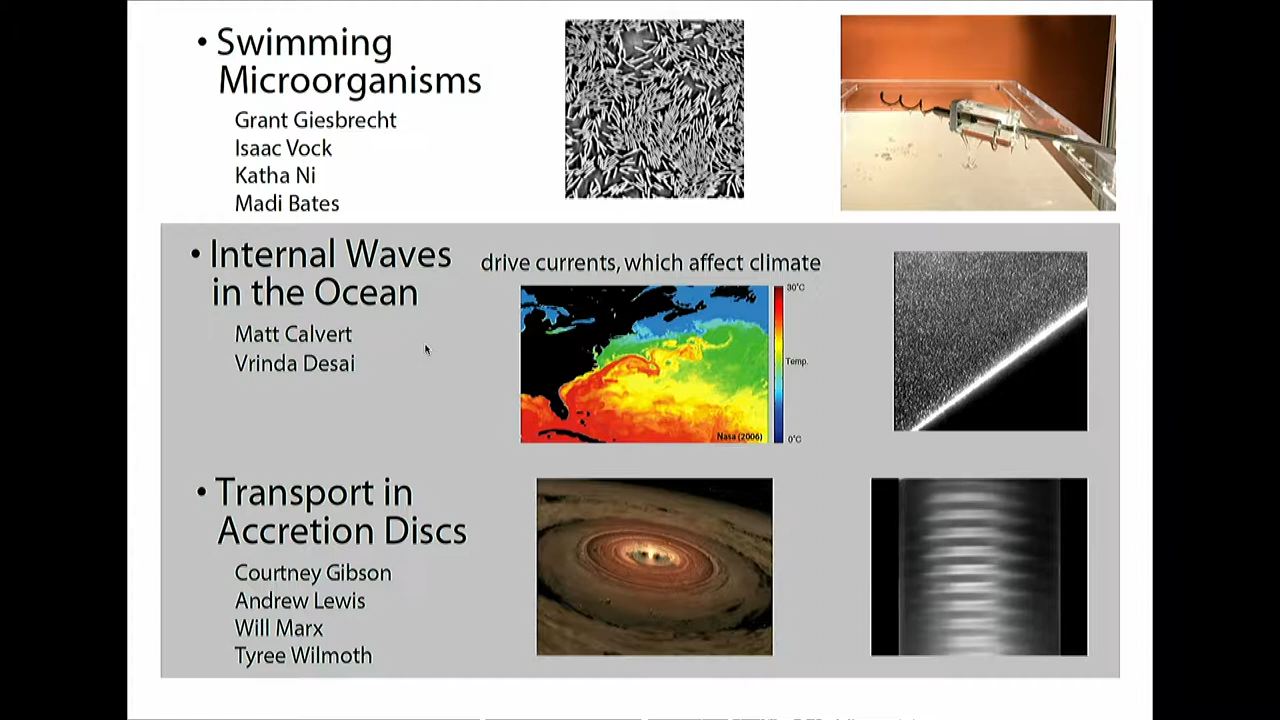 • Swimming
Microorganisms
Grant Giesbrecht
Isaac Vock
Katha Ni
Madi Bates
• Internal Waves
in the Ocean
drive currents, which affect climate
Matt Calvert
Vrinda Desai
30°C
Temp.
0°C
Nasa (2006)
• Transport in
Accretion Discs
Courtney Gibson
Andrew Lewis
Will Marx
Tyree Wilmoth